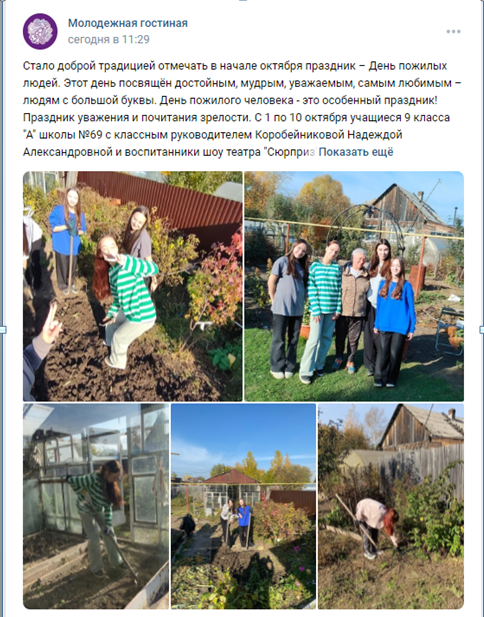 Молодежная гостиная
сегодня в 11:29
Стало доброй традицией отмечать в начале октября праздник – День пожилых
людей. Этот день посвящён достойным, мудрым, уважаемым, самым любимым –
людям с большой буквы. День пожилого человека - это особенный праздник!
Праздник уважения и почитания зрелости. С 1 по 10 октября учащиеся 9 класса
"А" школы №69 с классным руководителем Коробейниковой Надеждой
Александровной и воспитанники шоу театра "Сюрприз Показать ещё